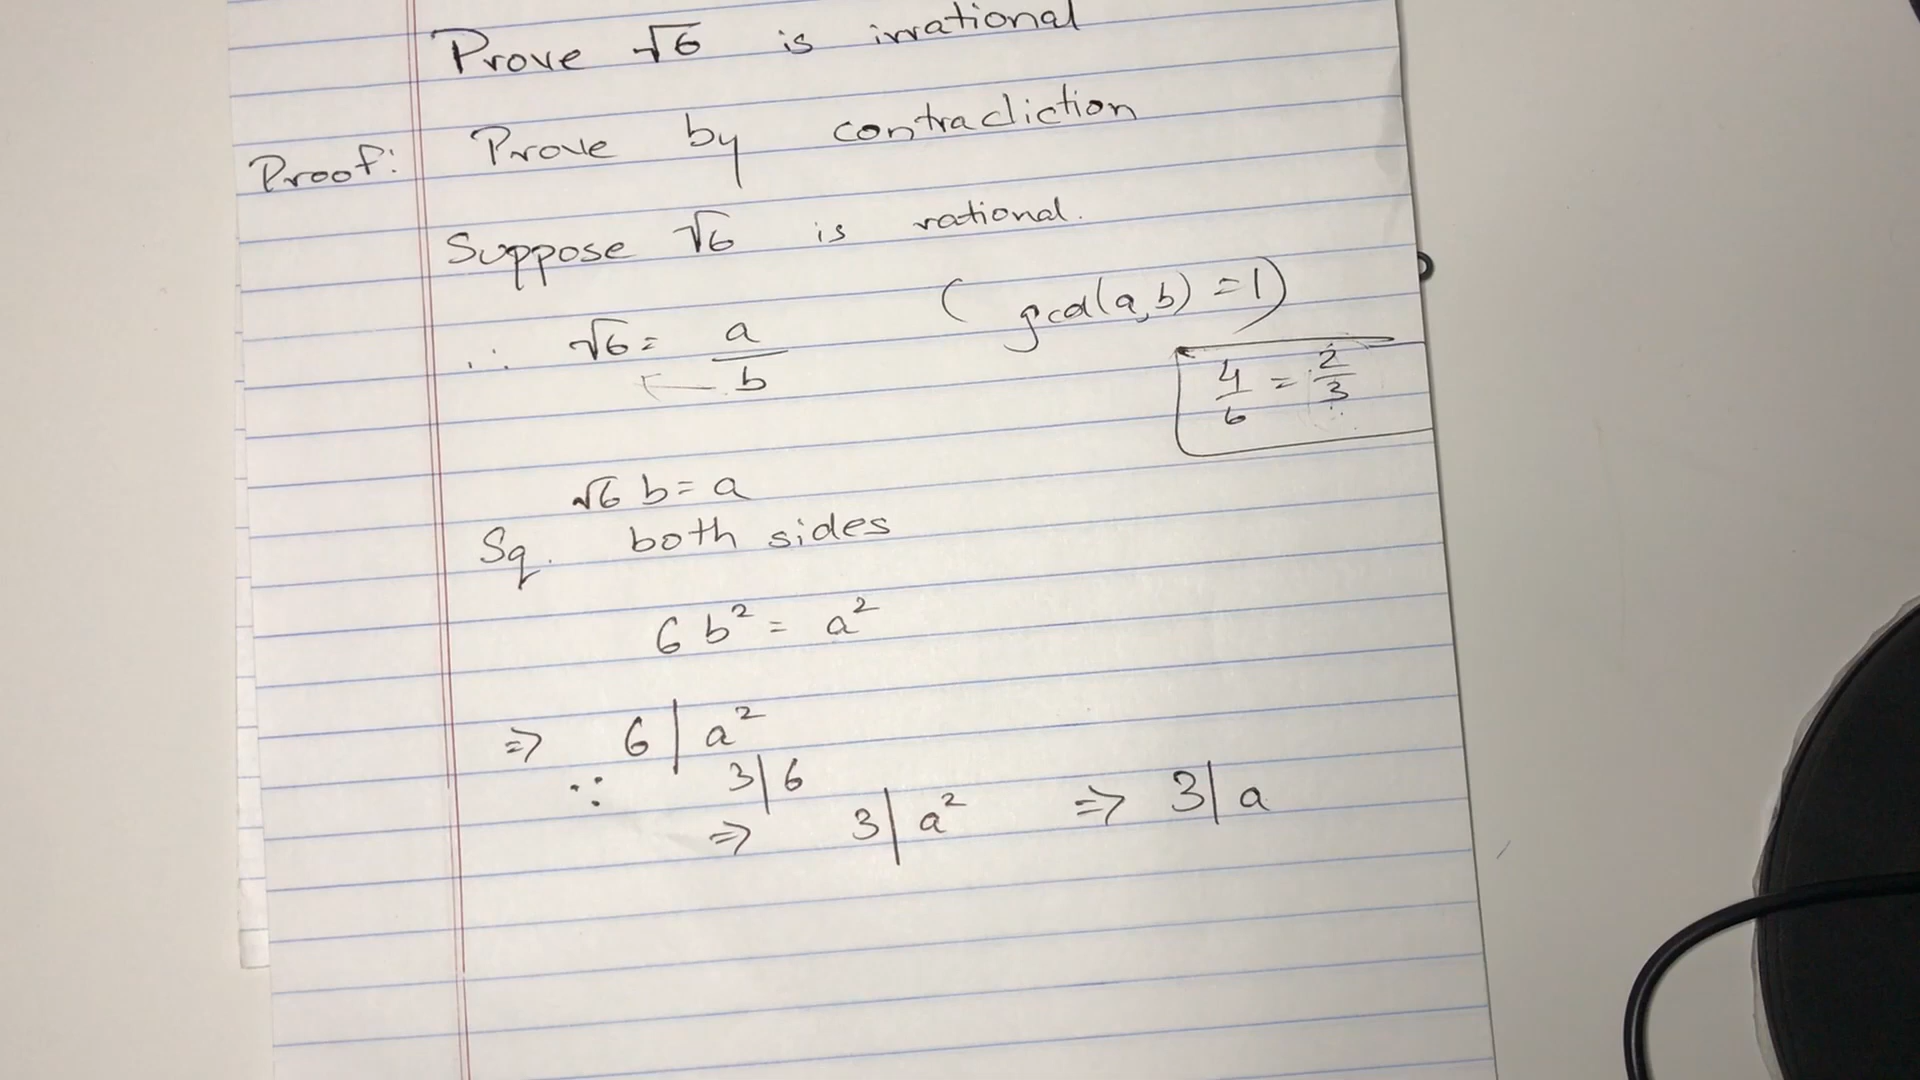 Prove √6 is irrational
Proof: Prove by contradiction
Suppose √6 is rational.
∴ √6 = a/b (gcd(a,b) = 1)
4/6 = 2/3
√6 b = a
Sq. both sides
6 b² = a²
⇒ 6 | a²
∵ 3 | 6
⇒ 3 | a² ⇒ 3 | a